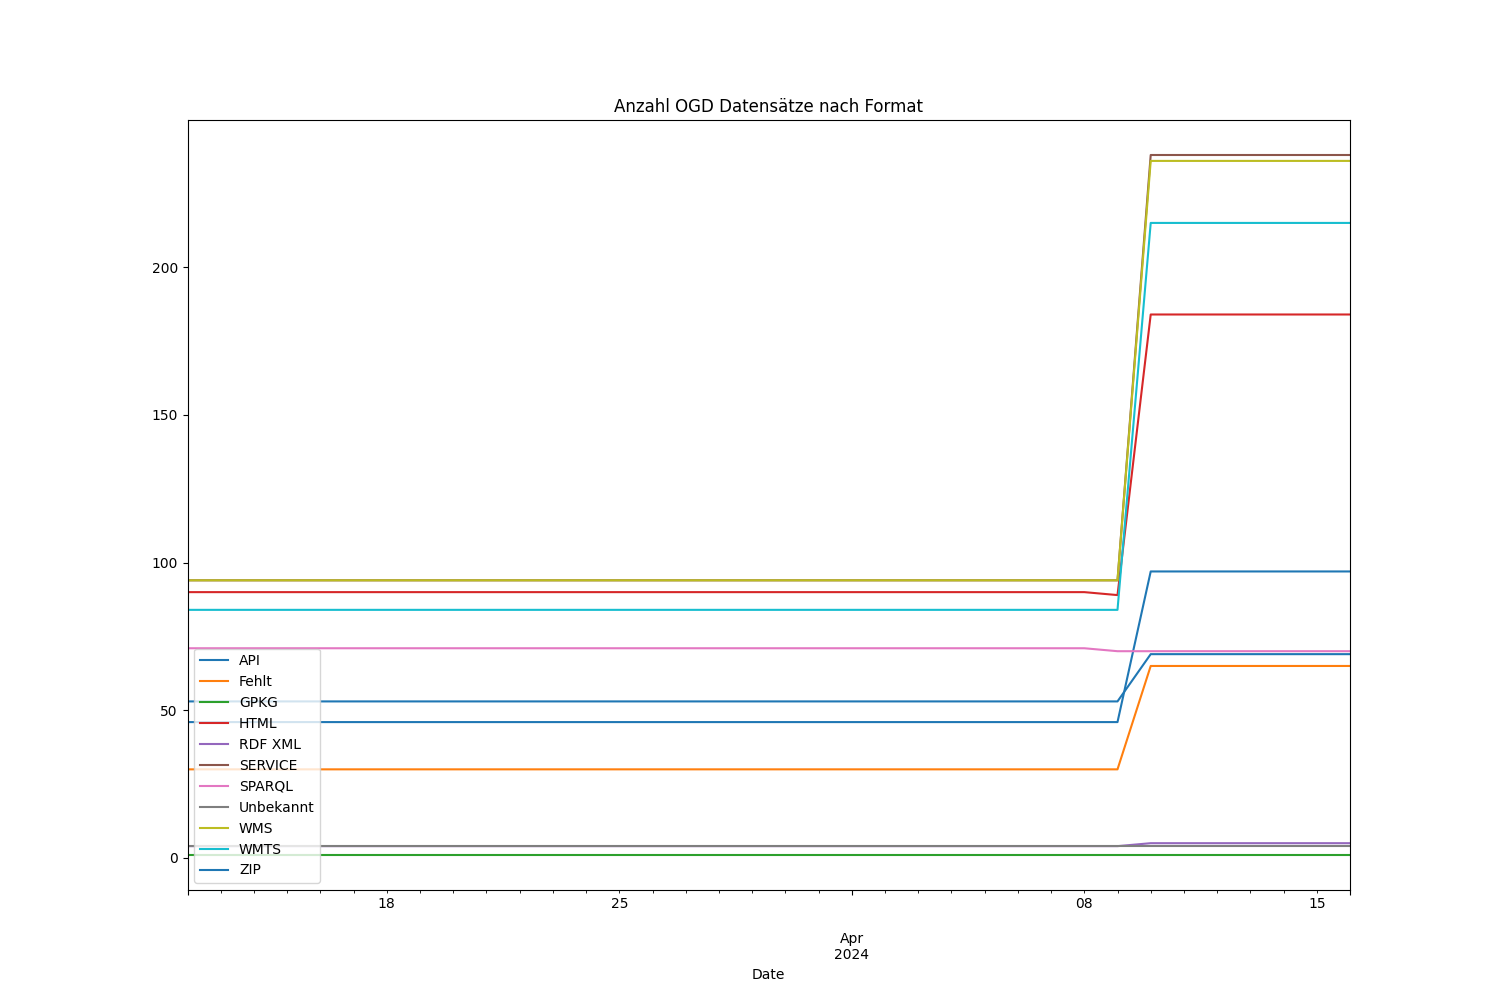 Anzahl OGD Datensätze nach Format
200
150
100
50
0
API
Fehlt
GPKG
HTML
RDF XML
SERVICE
SPARQL
Unbekannt
WMS
WMTS
ZIP
18 25 08 15
Apr
2024
Date